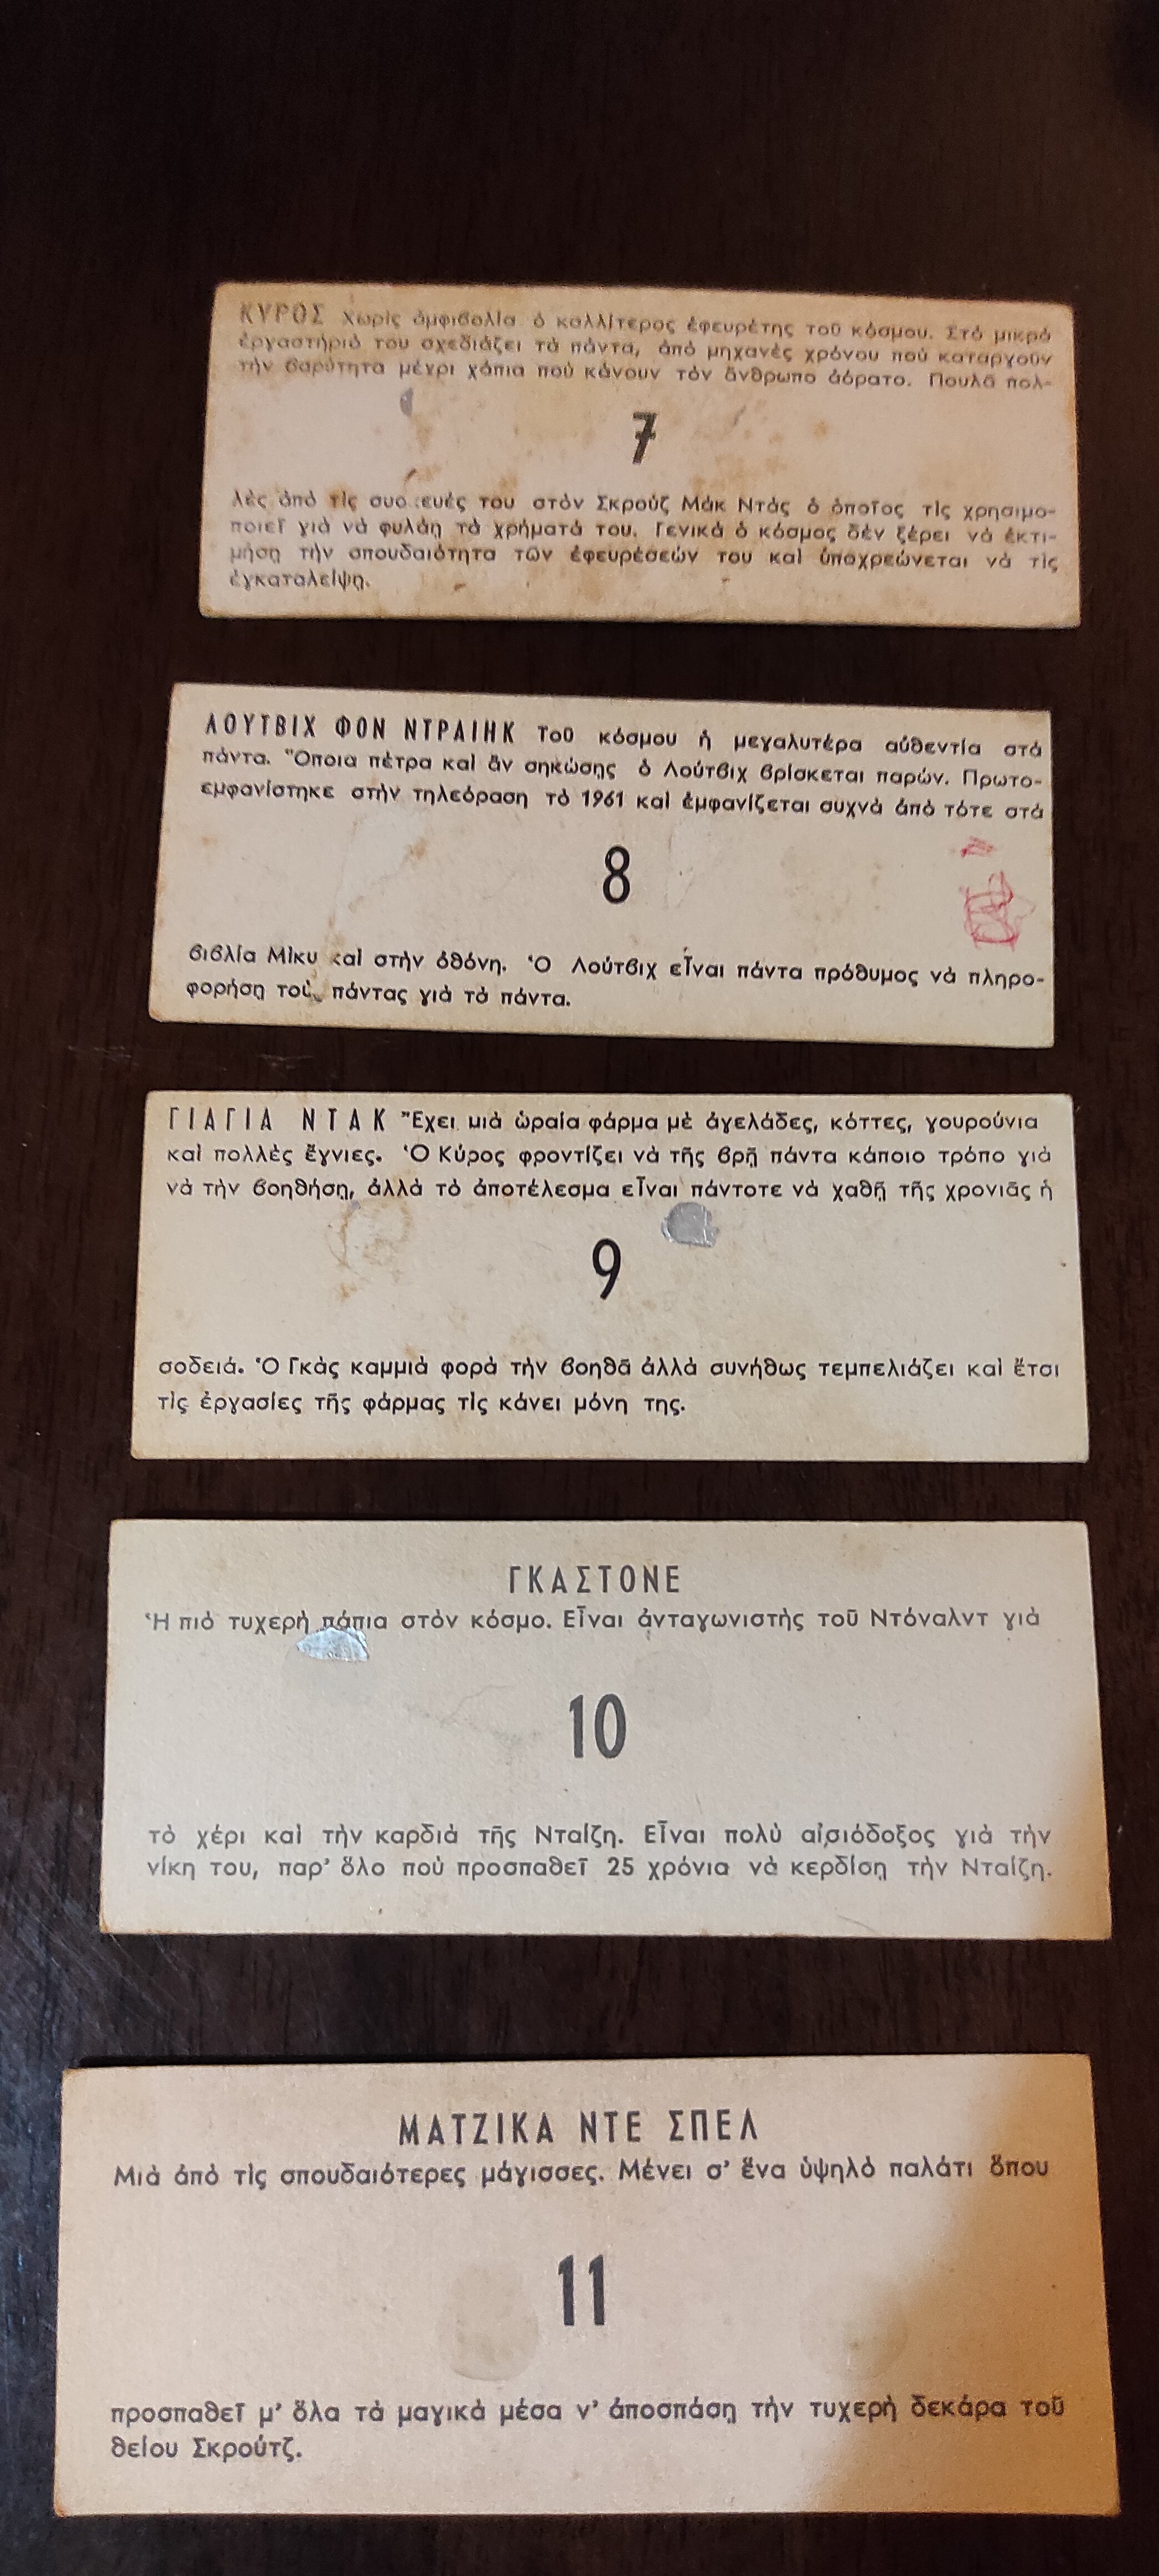 ΚΥΡΟΣ Χωρὶς ἀμφιβολία ὁ καλλίτερος ἐφευρέτης τοῦ κόσμου. Στὸ μικρὸ
ἐργαστήριό του σχεδιάζει τὰ πάντα, ἀπὸ μηχανὲς χρόνου ποὺ καταργοῦν
τὴν βαρύτητα μέχρι χάπια ποὺ κάνουν τὸν ἄνθρωπο ἀόρατο. Πουλᾶ πολ-
7
λὲς ἀπὸ τὶς συσκευές του στὸν Σκροὺζ Μὰκ Ντὰς ὁ ὁποῖος τὶς χρησιμο-
ποιεῖ γιὰ νὰ φυλάη τὰ χρήματά του. Γενικὰ ὁ κόσμος δὲν ξέρει νὰ ἐκτι-
μήση τὴν σπουδαιότητα τῶν ἐφευρέσεών του καὶ ὑποχρεώνεται νὰ τὶς
ἐγκαταλείψη.
ΛΟΥΤΒΙΧ ΦΟΝ ΝΤΡΑΙΗΚ Τοῦ κόσμου ἡ μεγαλυτέρα αὐθεντία στὰ
πάντα. Ὅποια πέτρα καὶ ἂν σηκώσης ὁ Λούτβιχ βρίσκεται παρών. Πρωτο-
εμφανίστηκε στὴν τηλεόραση τὸ 1961 καὶ ἐμφανίζεται συχνὰ ἀπὸ τότε στὰ
8
βιβλία Μίκυ καὶ στὴν ὀθόνη. Ὁ Λούτβιχ εἶναι πάντα πρόθυμος νὰ πληρο-
φορήση τοὺς πάντας γιὰ τὰ πάντα.
ΓΙΑΓΙΑ ΝΤΑΚ Ἔχει μιὰ ὡραία φάρμα μὲ ἀγελάδες, κόττες, γουρούνια
καὶ πολλὲς ἔγνιες. Ὁ Κύρος φροντίζει νὰ τῆς βρῆ πάντα κάποιο τρόπο γιὰ
νὰ τὴν βοηθήση, ἀλλὰ τὸ ἀποτέλεσμα εἶναι πάντοτε νὰ χαθῆ τῆς χρονιᾶς ἡ
9
σοδειά. Ὁ Γκὰς καμμιὰ φορὰ τὴν βοηθᾶ ἀλλὰ συνήθως τεμπελιάζει καὶ ἔτσι
τὶς ἐργασίες τῆς φάρμας τὶς κάνει μόνη της.
ΓΚΑΣΤΟΝΕ
Ἡ πιὸ τυχερὴ πάπια στὸν κόσμο. Εἶναι ἀνταγωνιστὴς τοῦ Ντόναλντ γιὰ
10
τὸ χέρι καὶ τὴν καρδιὰ τῆς Νταίζη. Εἶναι πολὺ αἰσιόδοξος γιὰ τὴν
νίκη του, παρ' ὅλο ποὺ προσπαθεῖ 25 χρόνια νὰ κερδίση τὴν Νταίζη.
ΜΑΤΖΙΚΑ ΝΤΕ ΣΠΕΛ
Μιὰ ἀπὸ τὶς σπουδαιότερες μάγισσες. Μένει σ' ἕνα ὑψηλὸ παλάτι ὅπου
11
προσπαθεῖ μ' ὅλα τὰ μαγικὰ μέσα ν' ἀποσπάση τὴν τυχερὴ δεκάρα τοῦ
θείου Σκρούτζ.